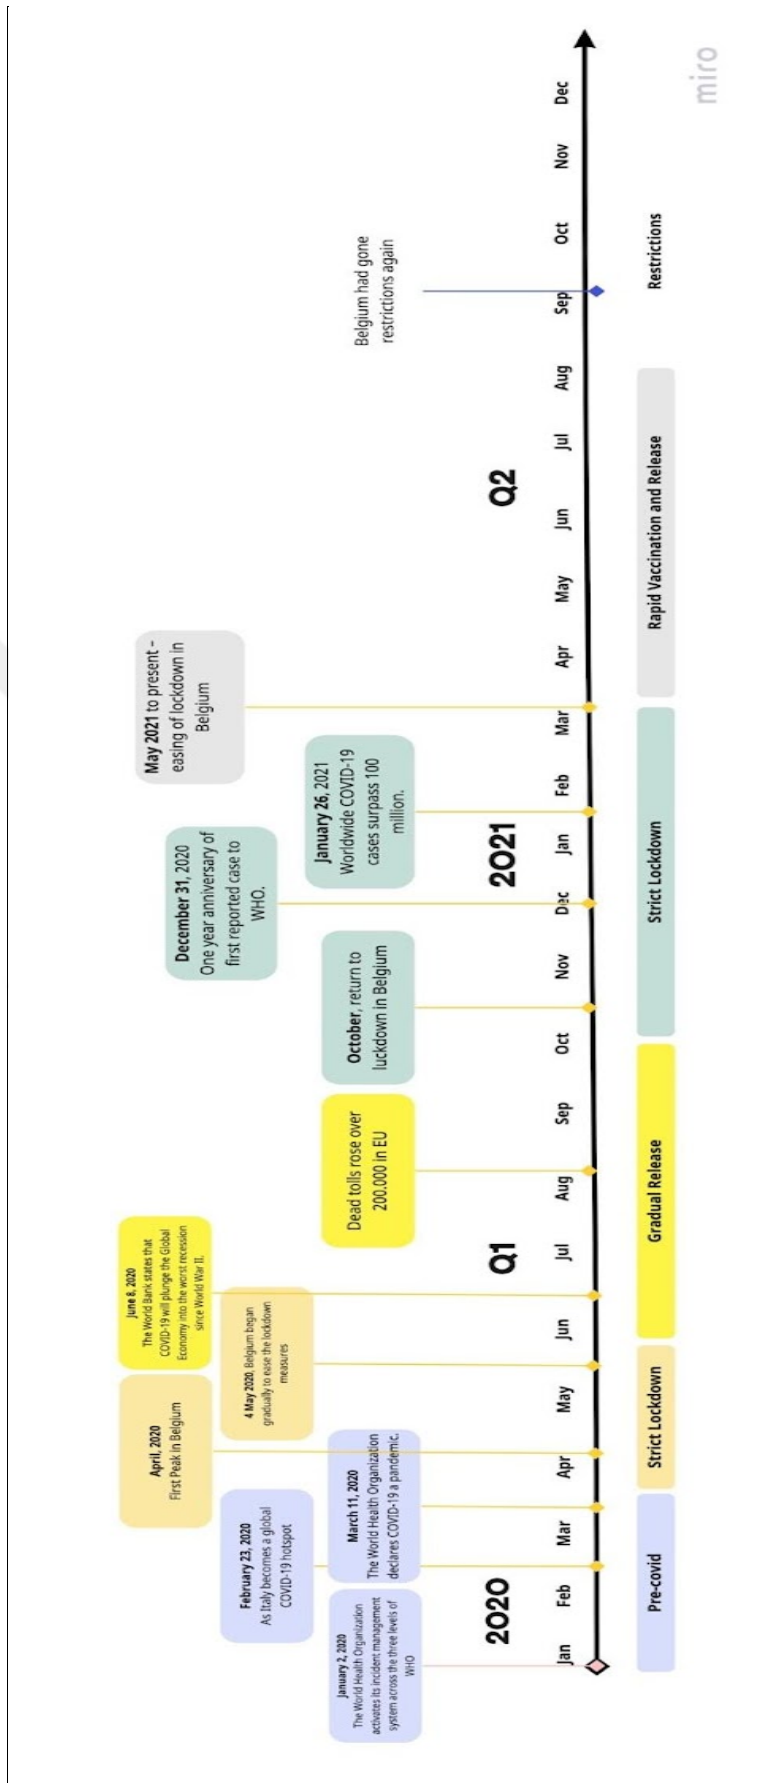 January 2, 2020
The World Health Organization
activates its incident management
system across the three levels of
WHO
February 23, 2020
As Italy becomes a global
COVID-19 hotspot
March 11, 2020
The World Health Organization
declares COVID-19 a pandemic.
April, 2020
First Peak in Belgium
4 May 2020, Belgium began
gradually to ease the lockdown
measures
June 8, 2020
The World Bank states that
COVID-19 will plunge the Global
Economy into the worst recession
since World War II.
Dead tolls rose over
200.000 in EU
October, return to
luckdown in Belgium
December 31, 2020
One year anniversary of
first reported case to
WHO.
January 26, 2021
Worldwide COVID-19
cases surpass 100
million.
May 2021 to present –
easing of lockdown in
Belgium
Belgium had gone
restrictions again
2020
Q1
2021
Q2
Jan Feb Mar Apr May Jun Jul Aug Sep Oct Nov Dec Jan Feb Mar Apr May Jun Jul Aug Sep Oct Nov Dec
Pre-covid
Strict Lockdown
Gradual Release
Strict Lockdown
Rapid Vaccination and Release
Restrictions
miro